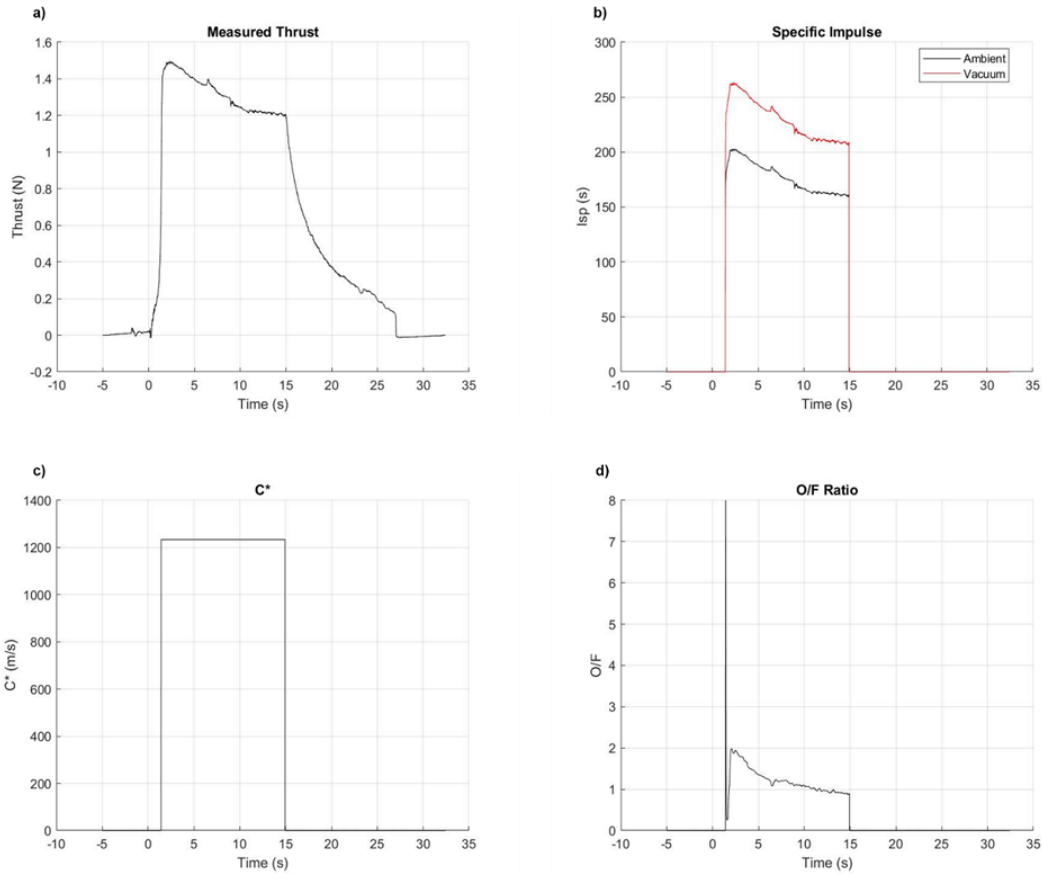 a)
Measured Thrust
1.6
1.4
1.2
1
0.8
0.6
0.4
0.2
0
-0.2
Thrust (N)
-10 -5 0 5 10 15 20 25 30 35
Time (s)
b)
Specific Impulse
300
250
200
150
200
50
0
Isp (s)
Ambient
Vacuum
-10 -5 0 5 10 15 20 25 30 35
Time (s)
c)
C*
1400
1200
1000
800
600
400
200
0
C* (m/s)
-10 -5 0 5 10 15 20 25 30 35
Time (s)
d)
O/F Ratio
8
7
6
5
4
3
2
1
0
O/F
-10 -5 0 5 10 15 20 25 30 35
Time (s)